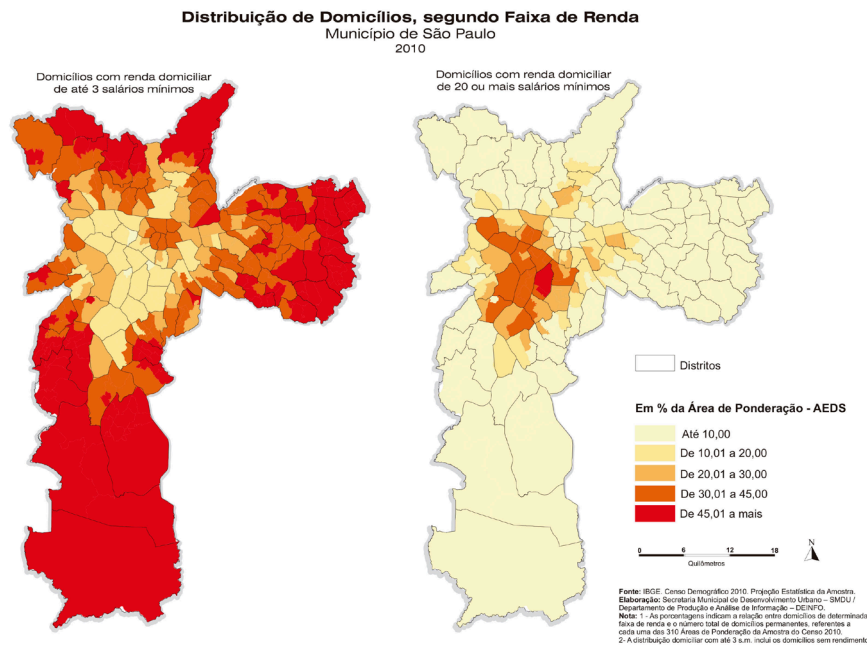 Distribuição de Domicílios, segundo Faixa de Renda
Município de São Paulo
2010
Domicílios com renda domiciliar
de até 3 salários mínimos
Domicílios com renda domiciliar
de 20 ou mais salários mínimos
Distritos
Em % da Área de Ponderação - AEDS
Até 10,00
De 10,01 a 20,00
De 20,01 a 30,00
De 30,01 a 45,00
De 45,01 a mais
0 6 12 18
Quilômetros
N
Fonte: IBGE. Censo Demográfico 2010. Projeção Estatística da Amostra.
Elaboração: Secretaria Municipal de Desenvolvimento Urbano – SMDU /
Departamento de Produção e Análise de Informação – DEINFO.
Nota: 1 - As porcentagens indicam a relação entre domicílios de determinada
faixa de renda e o número total de domicílios permanentes, referentes a
cada uma das 310 Áreas de Ponderação da Amostra do Censo 2010.
2- A distribuição domiciliar com até 3 s.m. inclui os domicílios sem rendimento